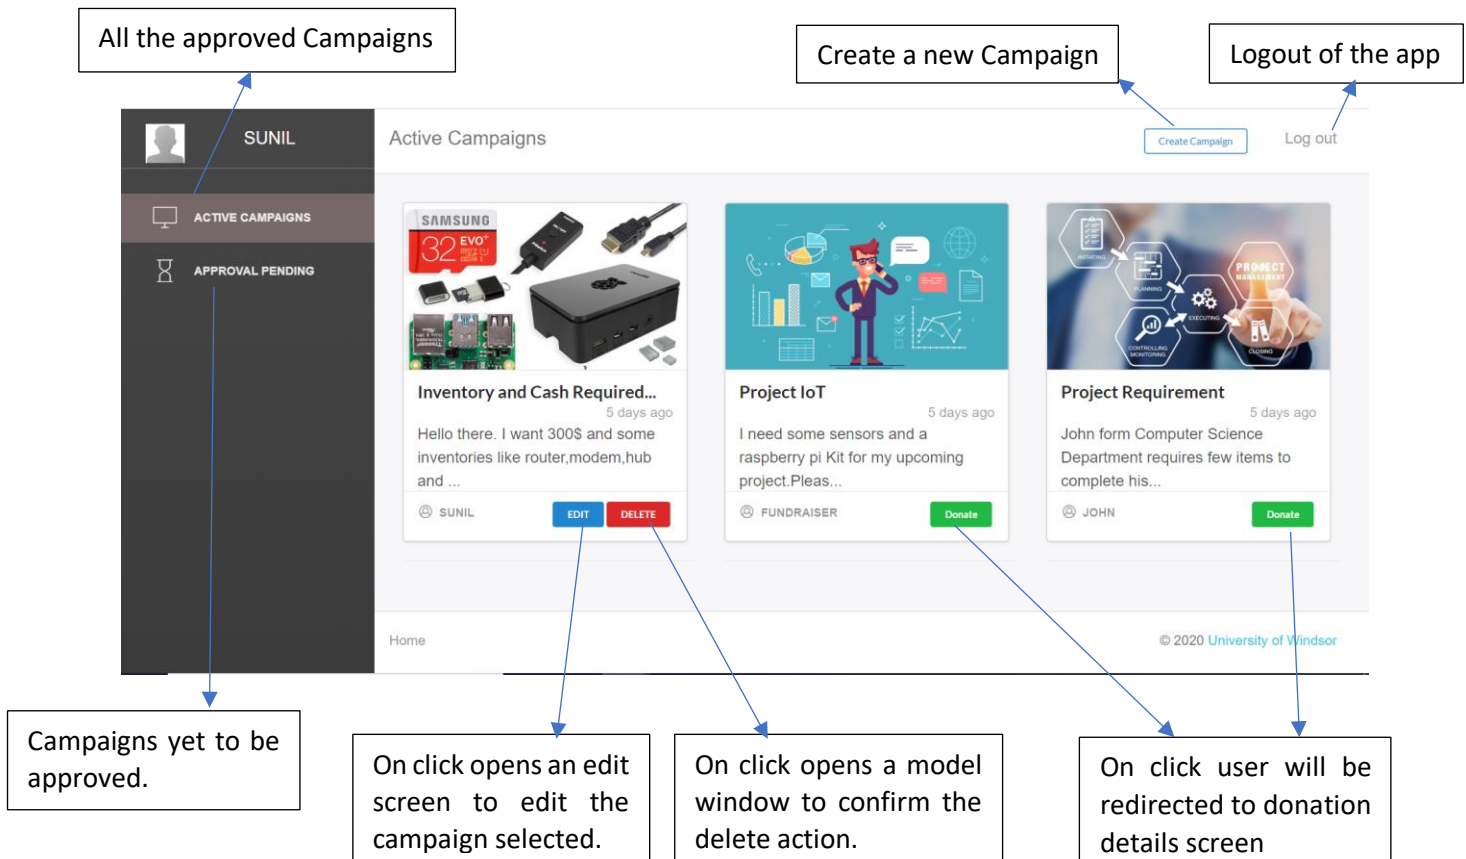 All the approved Campaigns
Create a new Campaign
Logout of the app
SUNIL
Active Campaigns
Create Campaign
Log out
ACTIVE CAMPAIGNS
APPROVAL PENDING
SAMSUNG
32 EVO+
INITIATING
PLANNING
EXECUTING
CONTROLLING
MONITORING
CLOSING
PROJECT
MANAGEMENT
Inventory and Cash Required...
5 days ago
Hello there. I want 300$ and some
inventories like router,modem,hub
and ...
SUNIL
EDIT
DELETE
Project IoT
5 days ago
I need some sensors and a
raspberry pi Kit for my upcoming
project.Pleas...
FUNDRAISER
Donate
Project Requirement
5 days ago
John form Computer Science
Department requires few items to
complete his...
JOHN
Donate
Home
© 2020 University of Windsor
Campaigns yet to be
approved.
On click opens an edit
screen to edit the
campaign selected.
On click opens a model
window to confirm the
delete action.
On click user will be
redirected to donation
details screen